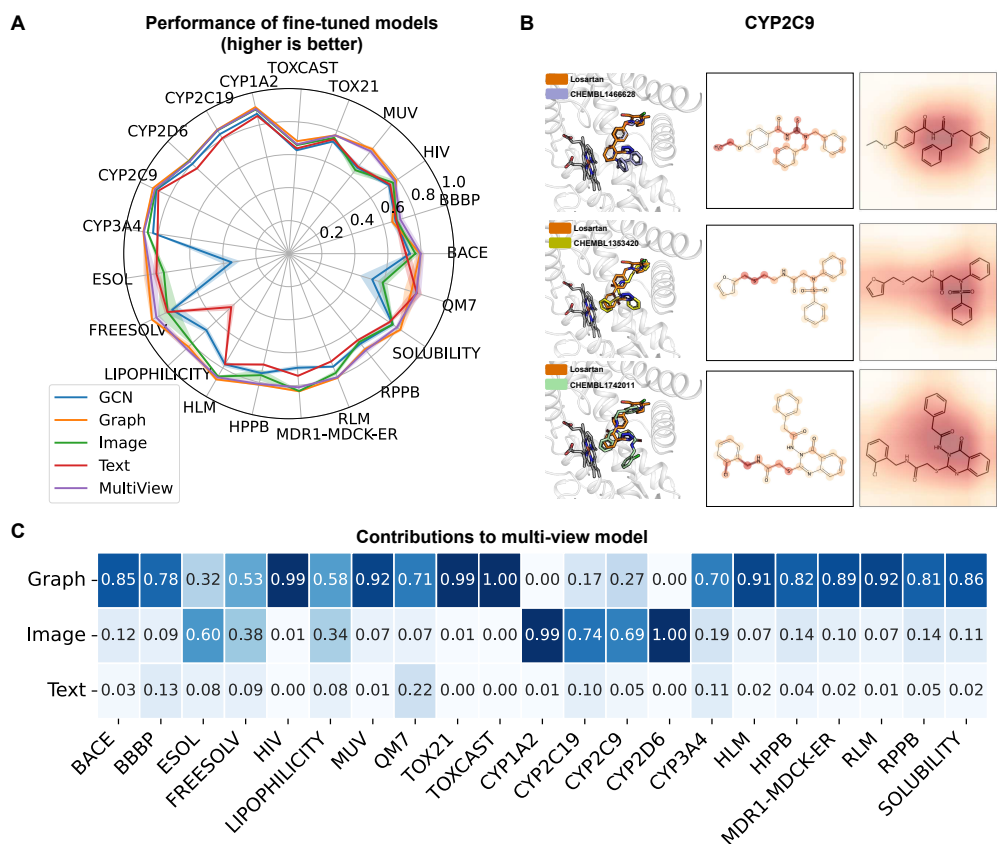 A
Performance of fine-tuned models
(higher is better)
TOXCAST
TOX21
MUV
HIV
BBBP
BACE
QM7
SOLUBILITY
RPPB
RLM
MDR1-MDCK-ER
HPPB
HLM
LIPOPHILICITY
FREESOLV
ESOL
CYP3A4
CYP2C9
CYP2D6
CYP2C19
CYP1A2
0.2
0.4
0.6
0.8
1.0
GCN
Graph
Image
Text
MultiView
B
CYP2C9
Losartan
CHEMBL1466628
Losartan
CHEMBL1353420
Losartan
CHEMBL1742011
C
Contributions to multi-view model
Graph 0.85 0.78 0.32 0.53 0.99 0.58 0.92 0.71 0.99 1.00 0.00 0.17 0.27 0.00 0.70 0.91 0.82 0.89 0.92 0.81 0.86
Image 0.12 0.09 0.60 0.38 0.01 0.34 0.07 0.07 0.01 0.00 0.99 0.74 0.69 1.00 0.19 0.07 0.14 0.10 0.07 0.14 0.11
Text 0.03 0.13 0.08 0.09 0.00 0.08 0.01 0.22 0.00 0.00 0.01 0.10 0.05 0.00 0.11 0.02 0.04 0.02 0.01 0.05 0.02
BACE
BBBP
ESOL
FREESOLV
HIV
LIPOPHILICITY
MUV
QM7
TOX21
TOXCAST
CYP1A2
CYP2C19
CYP2C9
CYP2D6
CYP3A4
HLM
HPPB
MDR1-MDCK-ER
RLM
RPPB
SOLUBILITY